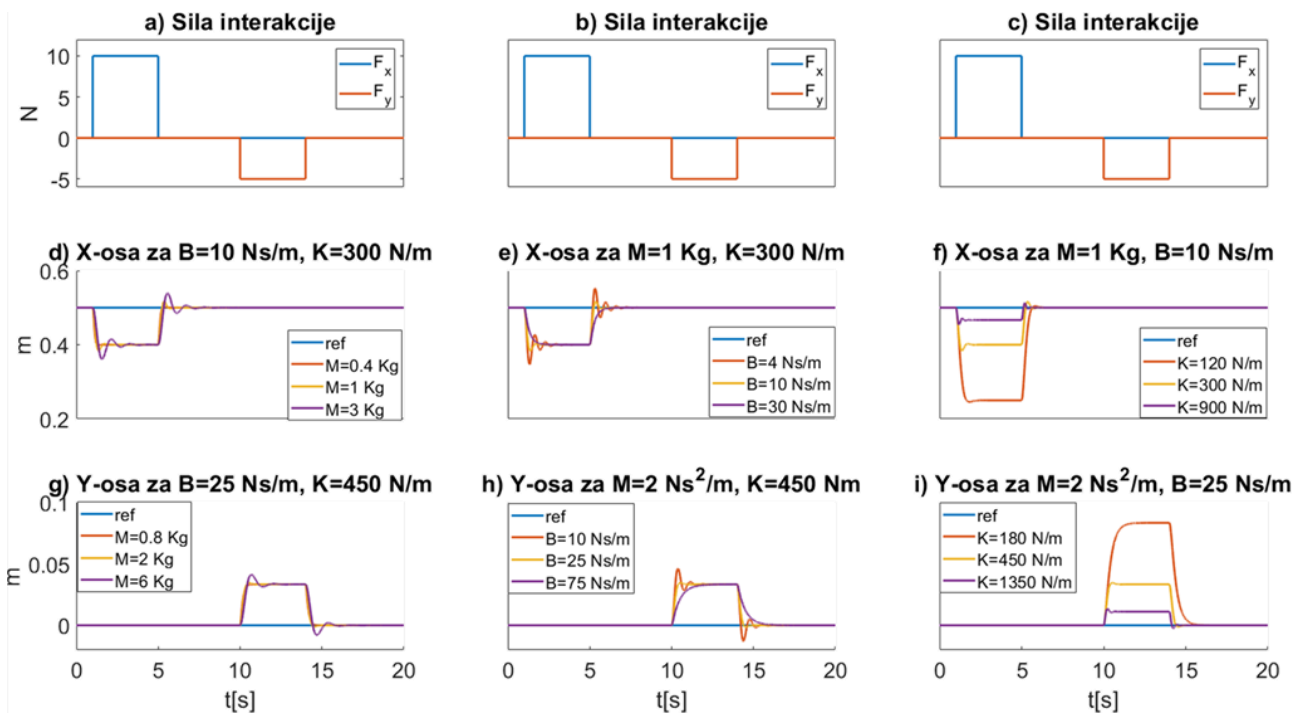 a) Sila interakcije
b) Sila interakcije
c) Sila interakcije
N
10
5
0
-5
F_x
F_y
F_x
F_y
F_x
F_y
d) X-osa za B=10 Ns/m, K=300 N/m
e) X-osa za M=1 Kg, K=300 N/m
f) X-osa za M=1 Kg, B=10 Ns/m
m
0.6
0.4
0.2
ref
M=0.4 Kg
M=1 Kg
M=3 Kg
ref
B=4 Ns/m
B=10 Ns/m
B=30 Ns/m
ref
K=120 N/m
K=300 N/m
K=900 N/m
g) Y-osa za B=25 Ns/m, K=450 N/m
h) Y-osa za M=2 Ns²/m, K=450 Nm
i) Y-osa za M=2 Ns²/m, B=25 Ns/m
m
0.1
0.05
0
ref
M=0.8 Kg
M=2 Kg
M=6 Kg
ref
B=10 Ns/m
B=25 Ns/m
B=75 Ns/m
ref
K=180 N/m
K=450 N/m
K=1350 N/m
0 5 10 15 20
0 5 10 15 20
0 5 10 15 20
t[s]
t[s]
t[s]